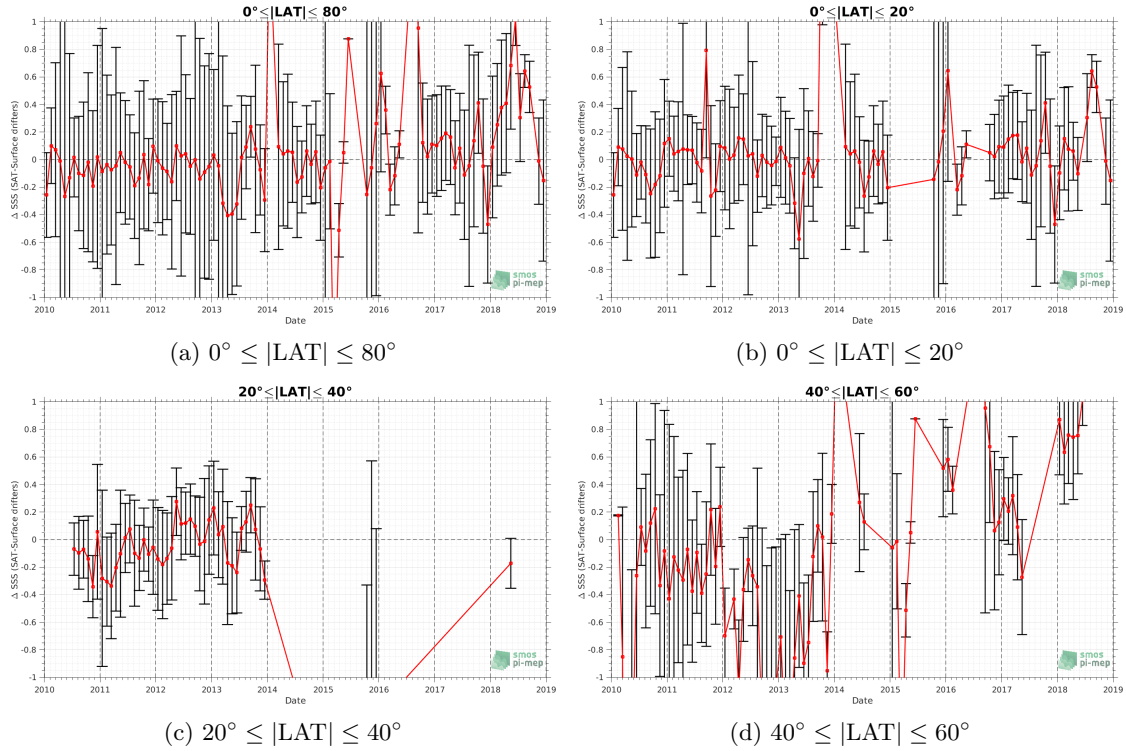 0°≤|LAT|≤ 80°
Δ SSS (SAT-Surface drifters)
1
0.8
0.6
0.4
0.2
0
-0.2
-0.4
-0.6
-0.8
-1
2010 2011 2012 2013 2014 2015 2016 2017 2018 2019
Date
smos
pi-mep
(a) 0° ≤ |LAT| ≤ 80°
0°≤|LAT|≤ 20°
Δ SSS (SAT-Surface drifters)
1
0.8
0.6
0.4
0.2
0
-0.2
-0.4
-0.6
-0.8
-1
2010 2011 2012 2013 2014 2015 2016 2017 2018 2019
Date
smos
pi-mep
(b) 0° ≤ |LAT| ≤ 20°
20°≤|LAT|≤ 40°
Δ SSS (SAT-Surface drifters)
1
0.8
0.6
0.4
0.2
0
-0.2
-0.4
-0.6
-0.8
-1
2010 2011 2012 2013 2014 2015 2016 2017 2018 2019
Date
smos
pi-mep
(c) 20° ≤ |LAT| ≤ 40°
40°≤|LAT|≤ 60°
Δ SSS (SAT-Surface drifters)
1
0.8
0.6
0.4
0.2
0
-0.2
-0.4
-0.6
-0.8
-1
2010 2011 2012 2013 2014 2015 2016 2017 2018 2019
Date
smos
pi-mep
(d) 40° ≤ |LAT| ≤ 60°